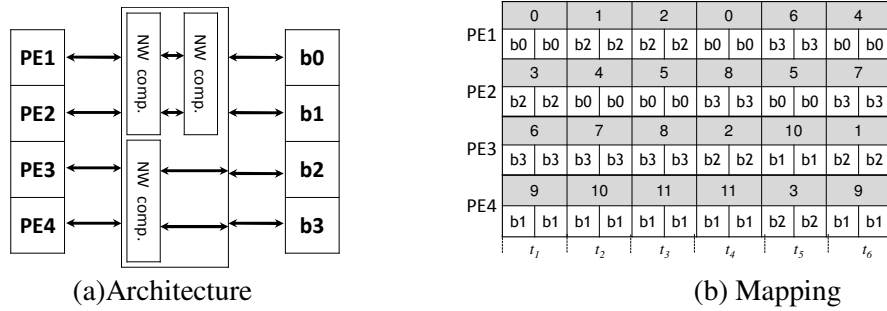 PE1
PE2
PE3
PE4
NW comp.
NW comp.
NW comp.
b0
b1
b2
b3
(a)Architecture
0 1 2 0 6 4
PE1
b0 b0 b2 b2 b2 b2 b0 b0 b3 b3 b0 b0
3 4 5 8 5 7
PE2
b2 b2 b0 b0 b0 b0 b3 b3 b0 b0 b3 b3
6 7 8 2 10 1
PE3
b3 b3 b3 b3 b3 b3 b2 b2 b1 b1 b2 b2
9 10 11 11 3 9
PE4
b1 b1 b1 b1 b1 b1 b1 b1 b2 b2 b1 b1
t1 t2 t3 t4 t5 t6
(b) Mapping